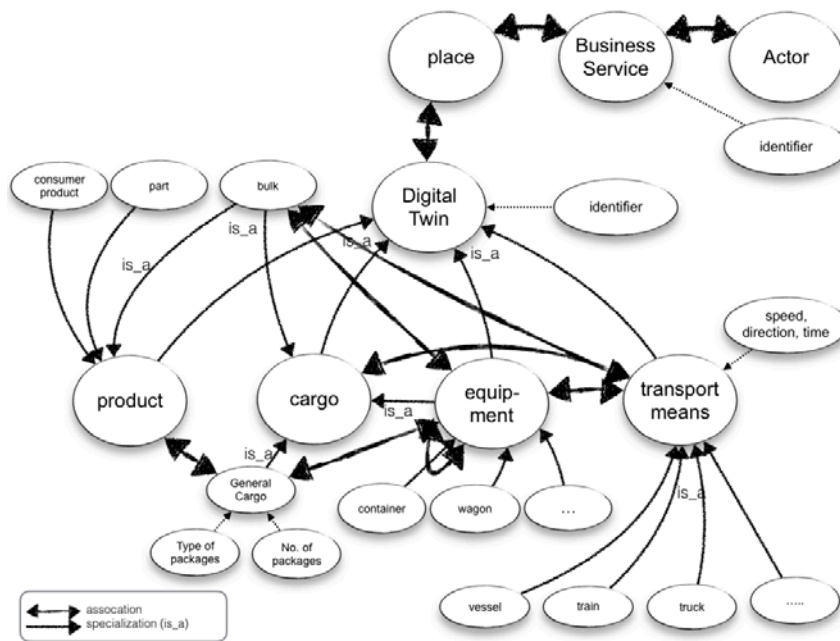 place
Business
Service
Actor
identifier
consumer
product
part
bulk
Digital
Twin
identifier
is_a
is_a
is_a
is_a
speed,
direction, time
product
cargo
equip-
ment
transport
means
is_a
is_a
General
Cargo
container
wagon
...
is_a
Type of
packages
No. of
packages
vessel
train
truck
.....
assocation
specialization (is_a)